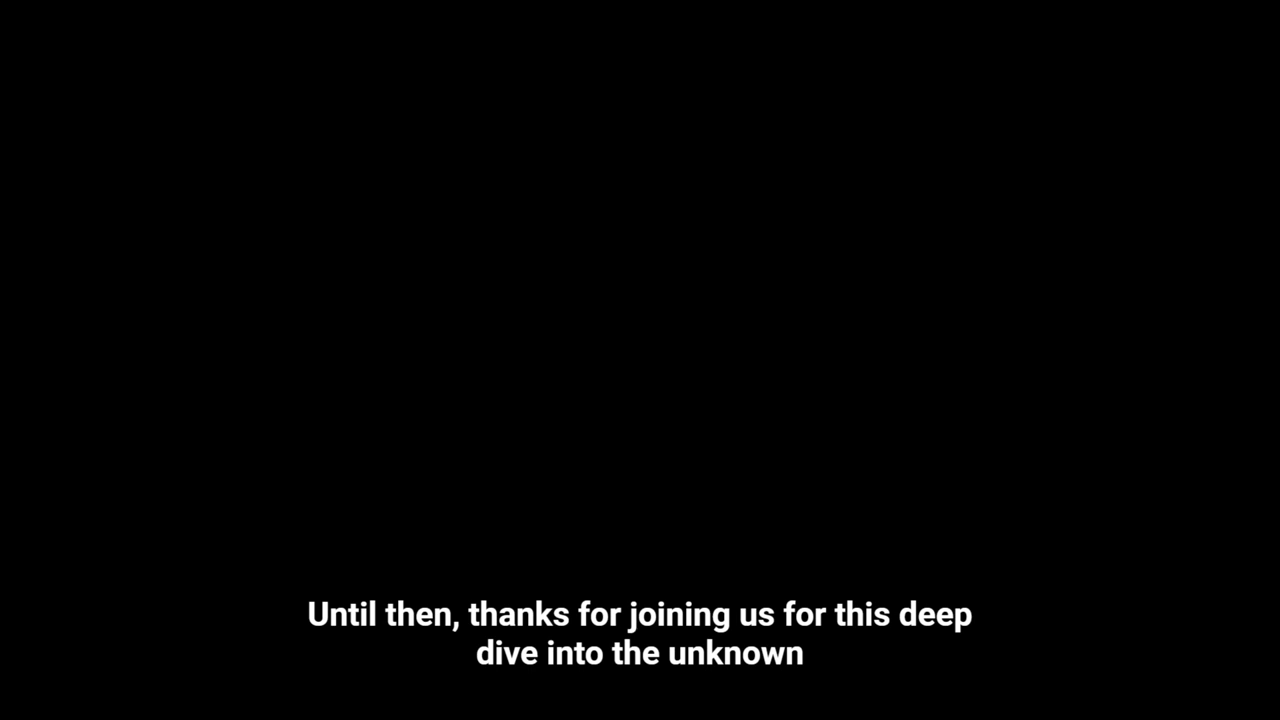 Until then, thanks for joining us for this deep
dive into the unknown